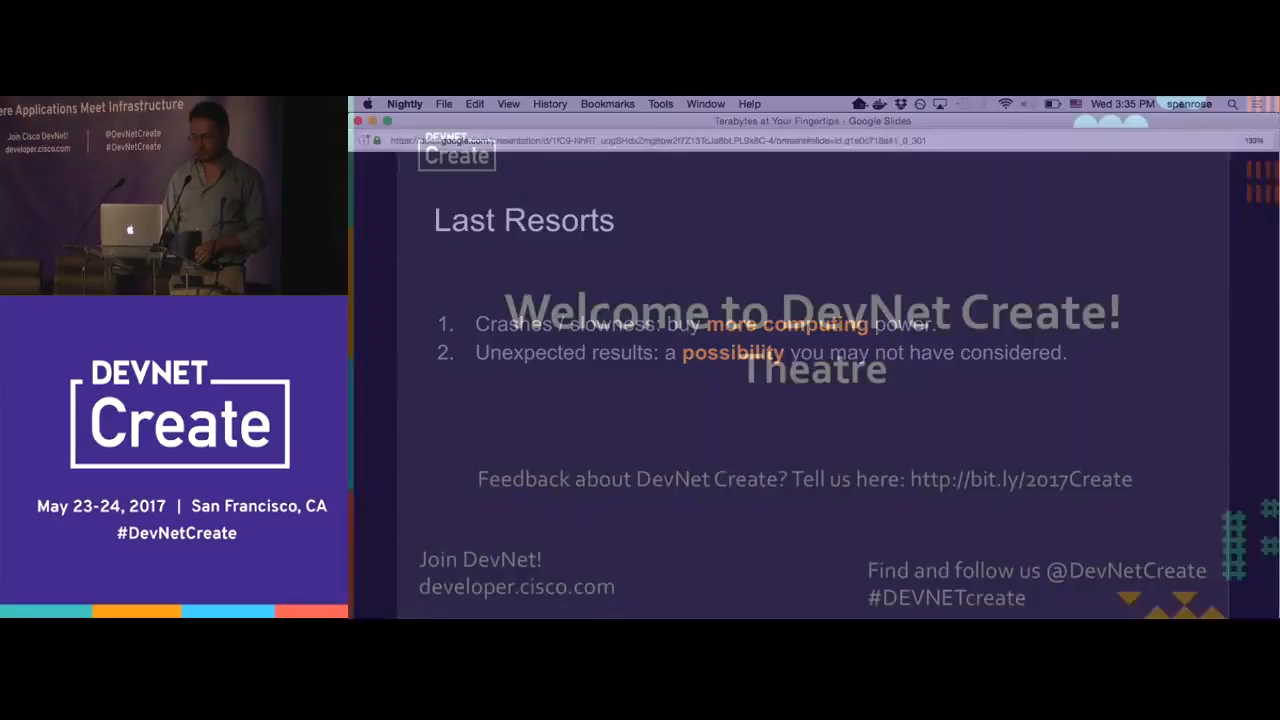 ere Applications Meet Infrastructure
Join Cisco DevNet!
developer.cisco.com
@DevNetCreate
#DevNetCreate
DEVNET
Create
May 23-24, 2017 | San Francisco, CA
#DevNetCreate
Nightly File Edit View History Bookmarks Tools Window Help
Wed 3:35 PM spenrose
Terabytes at Your Fingertips - Google Slides
133%
DEVNET
Create
Last Resorts
Welcome to DevNet Create!
Theatre
1. Crashes / slowness: buy more computing power.
2. Unexpected results: a possibility you may not have considered.
Feedback about DevNet Create? Tell us here: http://bit.ly/2017Create
Join DevNet!
developer.cisco.com
Find and follow us @DevNetCreate
#DEVNETcreate